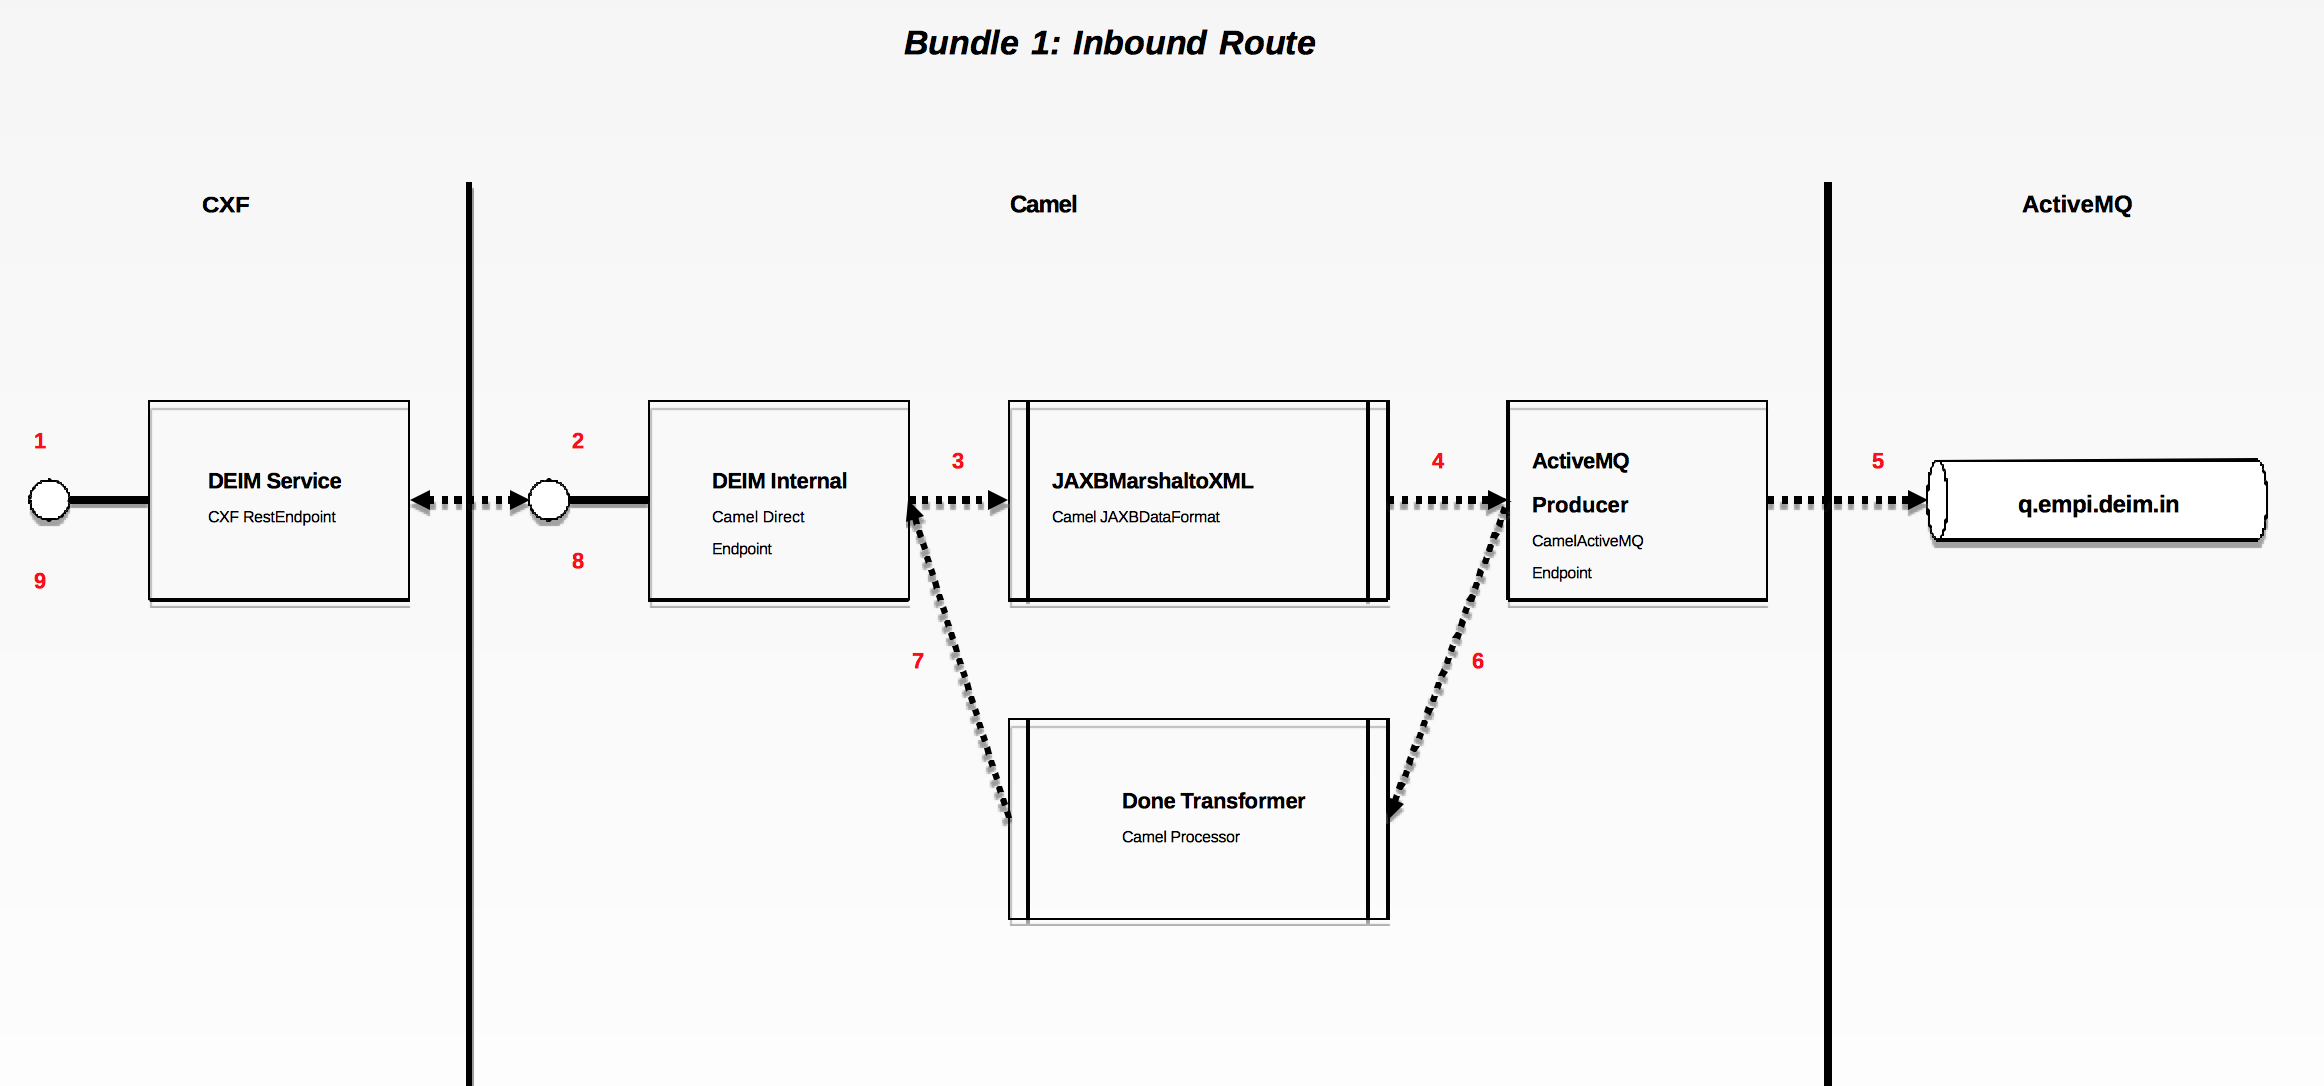 Bundle 1: Inbound Route
CXF
Camel
ActiveMQ
1
9
DEIM Service
CXF RestEndpoint
2
8
DEIM Internal
Camel Direct
Endpoint
3
JAXBMarshaltoXML
Camel JAXBDataFormat
4
ActiveMQ
Producer
CamelActiveMQ
Endpoint
5
q.empi.deim.in
7
6
Done Transformer
Camel Processor